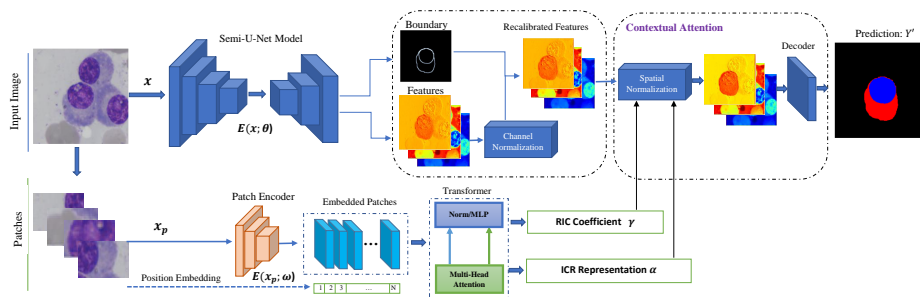 Input Image
x
Semi-U-Net Model
E(x; θ)
Boundary
Features
Channel
Normalization
Recalibrated Features
Contextual Attention
Spatial
Normalization
Decoder
Prediction: Y'
Patches
x_p
Position Embedding
Patch Encoder
E(x_p; ω)
Embedded Patches
...
1 2 3 ... N
Transformer
Norm/MLP
Multi-Head
Attention
RIC Coefficient γ
ICR Representation α